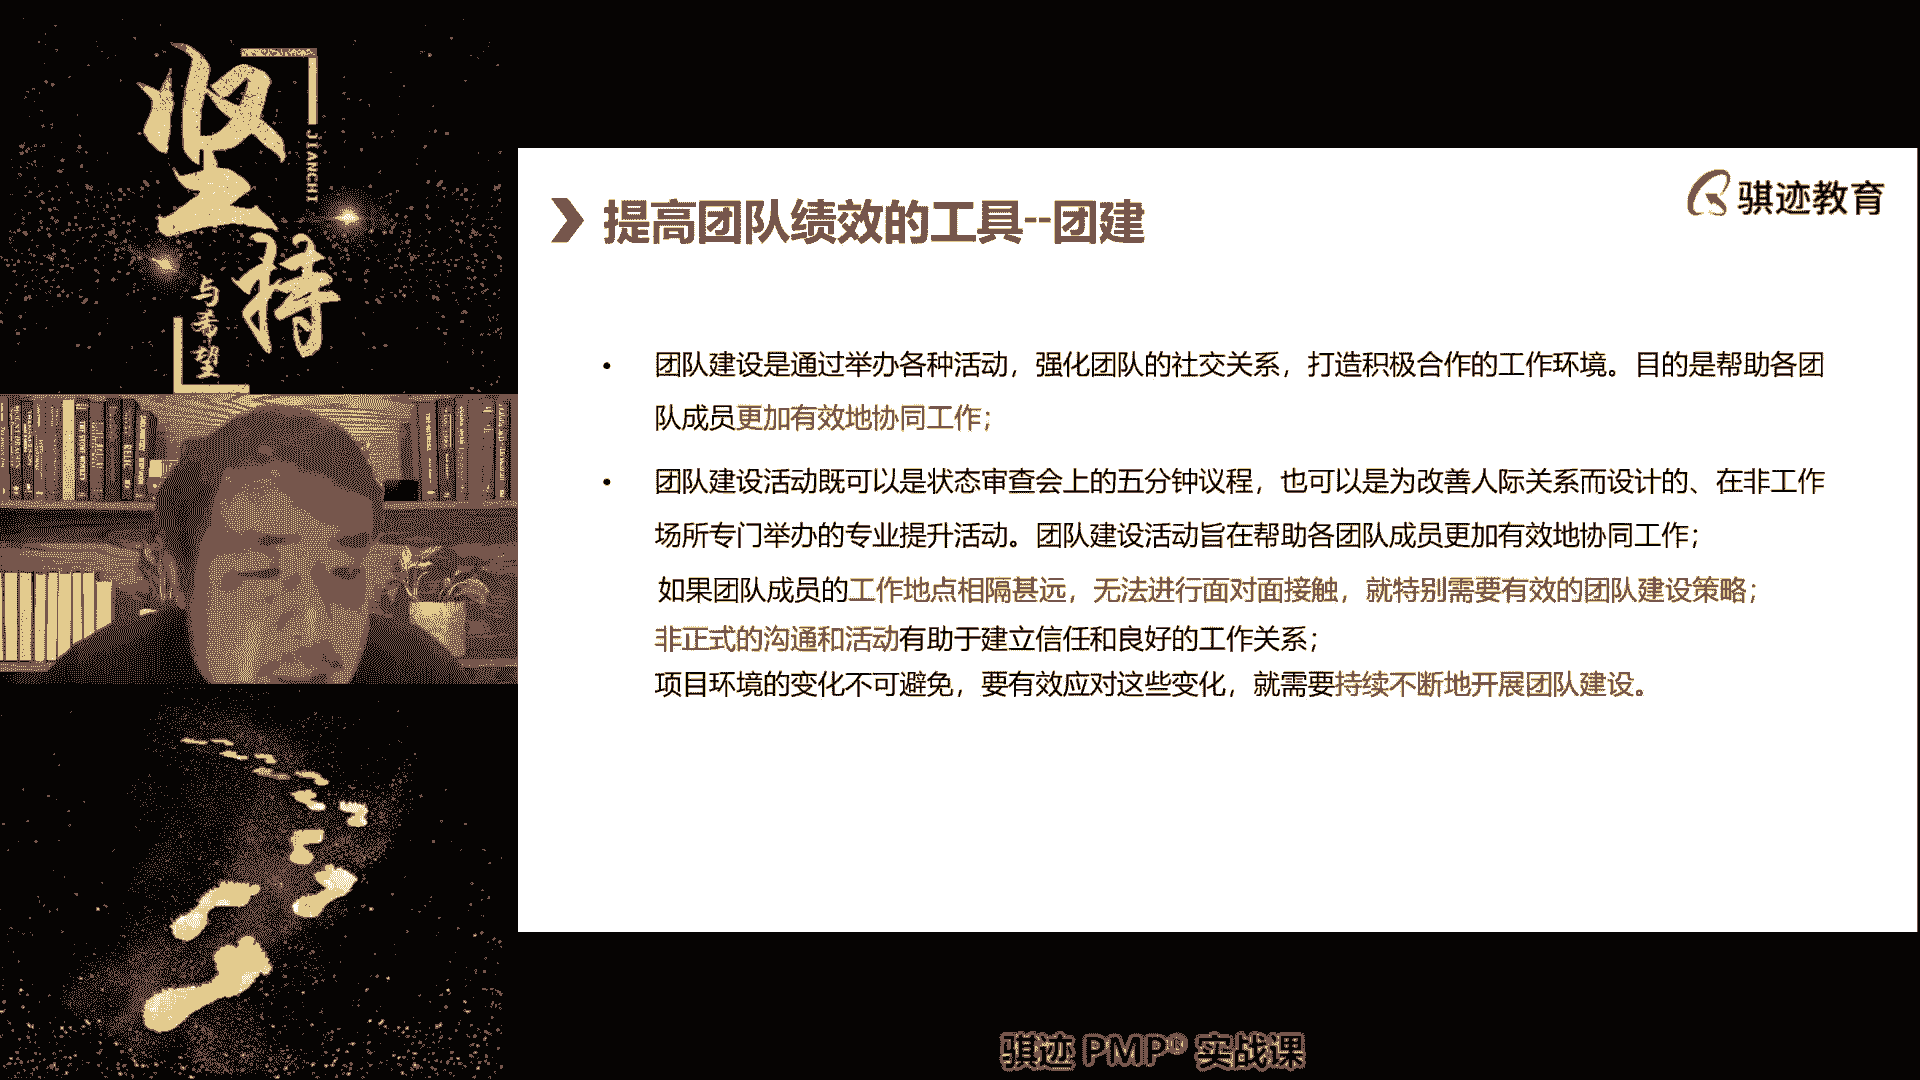 坚持
JIANCHI
与希望
骐迹教育
提高团队绩效的工具--团建
• 团队建设是通过举办各种活动，强化团队的社交关系，打造积极合作的工作环境。目的是帮助各团
队成员更加有效地协同工作；
• 团队建设活动既可以是状态审查会上的五分钟议程，也可以是为改善人际关系而设计的、在非工作
场所专门举办的专业提升活动。团队建设活动旨在帮助各团队成员更加有效地协同工作；
如果团队成员的工作地点相隔甚远，无法进行面对面接触，就特别需要有效的团队建设策略；
非正式的沟通和活动有助于建立信任和良好的工作关系；
项目环境的变化不可避免，要有效应对这些变化，就需要持续不断地开展团队建设。
骐迹 PMP® 实战课